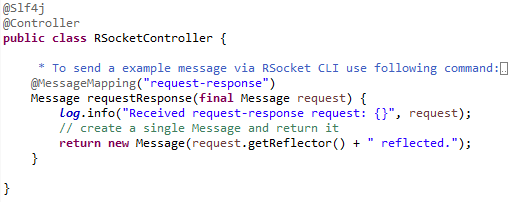 @Slf4j
@Controller
public class RSocketController {
* To send a example message via RSocket CLI use following command:..
@MessageMapping("request-response")
Message requestResponse(final Message request) {
log.info("Received request-response request: {}", request);
// create a single Message and return it
return new Message(request.getReflector() + " reflected.");
}
}